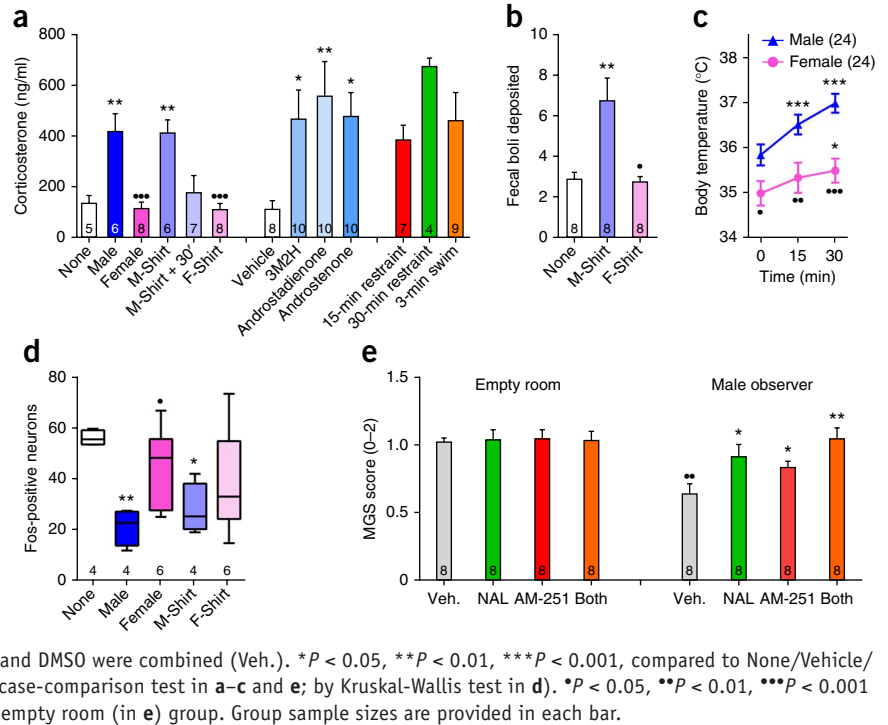 a
Corticosterone (ng/ml)
800
600
400
200
0
** ** * ** *
••• •••
5 6 8 6 7 8 8 10 10 10 7 4 9
None Male Female M-Shirt M-Shirt + 30′ F-Shirt Vehicle 3M2H Androstadienone Androstenone 15-min restraint 30-min restraint 3-min swim
b
Fecal boli deposited
10
8
6
4
2
0
**
•
8 8 8
None M-Shirt F-Shirt
c
Body temperature (°C)
Male (24)
Female (24)
38
37
36
35
34
*** ***
*
• •• •••
0 15 30
Time (min)
d
Fos-positive neurons
80
60
40
20
0
** • *
4 4 6 4 6
None Male Female M-Shirt F-Shirt
e
MGS score (0–2)
1.5
1.0
0.5
0
Empty room Male observer
•• * * **
8 8 8 8 8 8 8 8
Veh. NAL AM-251 Both Veh. NAL AM-251 Both
and DMSO were combined (Veh.). *P < 0.05, **P < 0.01, ***P < 0.001, compared to None/Vehicle/
case-comparison test in a–c and e; by Kruskal-Wallis test in d). •P < 0.05, ••P < 0.01, •••P < 0.001
empty room (in e) group. Group sample sizes are provided in each bar.